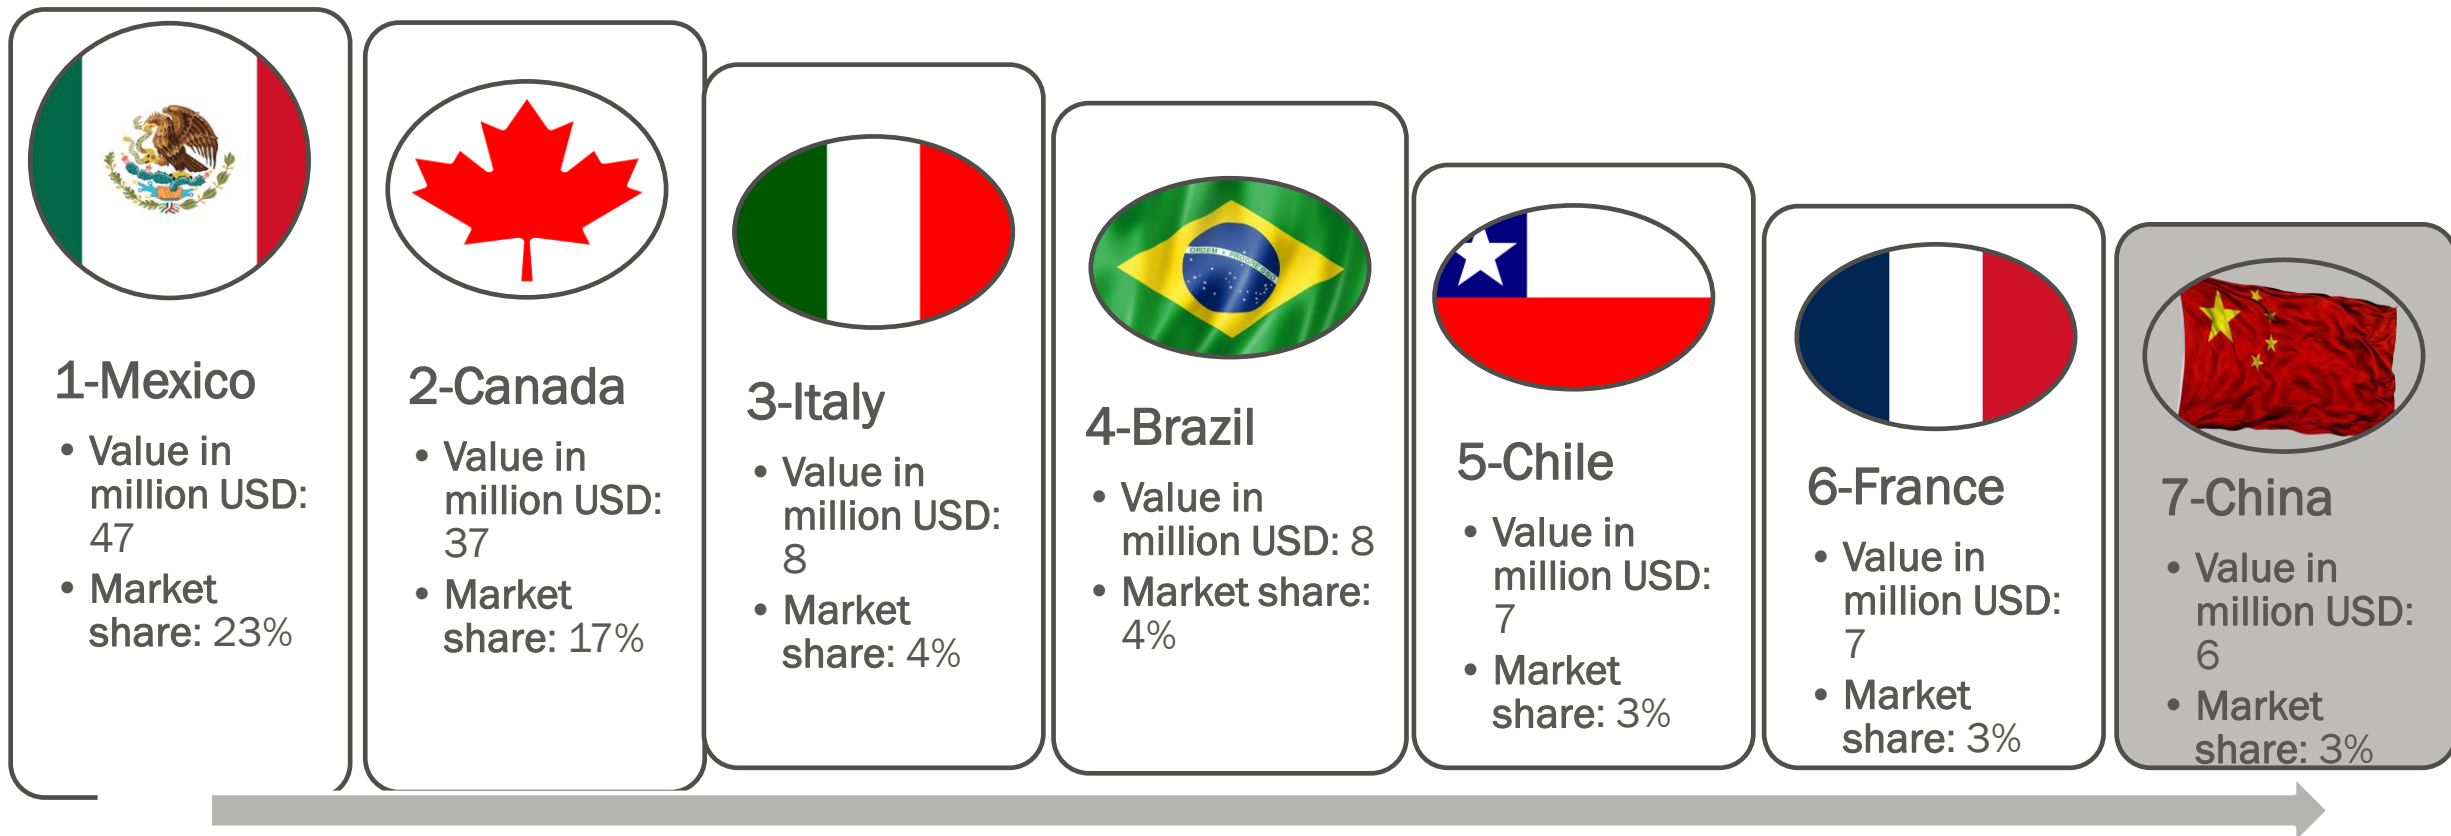 1-Mexico
• Value in
million USD:
47
• Market
share: 23%
2-Canada
• Value in
million USD:
37
• Market
share: 17%
3-Italy
• Value in
million USD:
8
• Market
share: 4%
ORDEM PROGRESSO
4-Brazil
• Value in
million USD: 8
• Market share:
4%
5-Chile
• Value in
million USD:
7
• Market
share: 3%
6-France
• Value in
million USD:
7
• Market
share: 3%
7-China
• Value in
million USD:
6
• Market
share: 3%